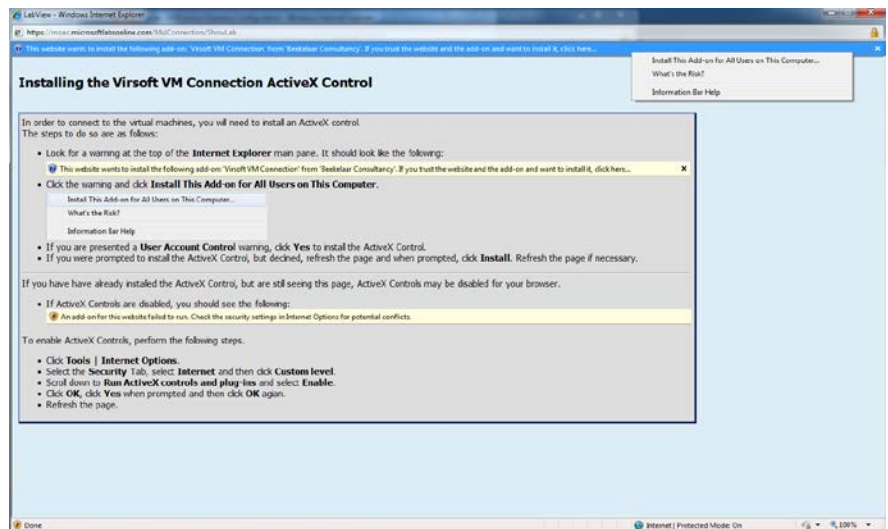 LabView - Windows Internet Explorer
This website wants to install the following add-on: 'Virsoft VM Connection' from 'Beekelaar Consultancy'. If you trust the website and the add-on and want to install it, click here...
Install This Add-on for All Users on This Computer...
What's the Risk?
Information Bar Help
Installing the Virsoft VM Connection ActiveX Control
In order to connect to the virtual machines, you will need to install an ActiveX control.
The steps to do so are as follows:
• Look for a warning at the top of the Internet Explorer main pane. It should look like the following:
This website wants to install the following add-on: 'Virsoft VM Connection' from 'Beekelaar Consultancy'. If you trust the website and the add-on and want to install it, click here...
• Click the warning and click Install This Add-on for All Users on This Computer.
Install This Add-on for All Users on This Computer...
What's the Risk?
Information Bar Help
• If you are presented a User Account Control warning, click Yes to install the ActiveX Control.
• If you were prompted to install the ActiveX Control, but declined, refresh the page and when prompted, click Install. Refresh the page if necessary.
If you have have already installed the ActiveX Control, but are still seeing this page, ActiveX Controls may be disabled for your browser.
• If ActiveX Controls are disabled, you should see the following:
An add-on for this website failed to run. Check the security settings in Internet Options for potential conflicts.
To enable ActiveX Controls, perform the following steps.
• Click Tools | Internet Options.
• Select the Security Tab, select Internet and then click Custom level.
• Scroll down to Run ActiveX controls and plug-ins and select Enable.
• Click OK, click Yes when prompted and then click OK agian.
• Refresh the page.
Done
Internet | Protected Mode: On
100%